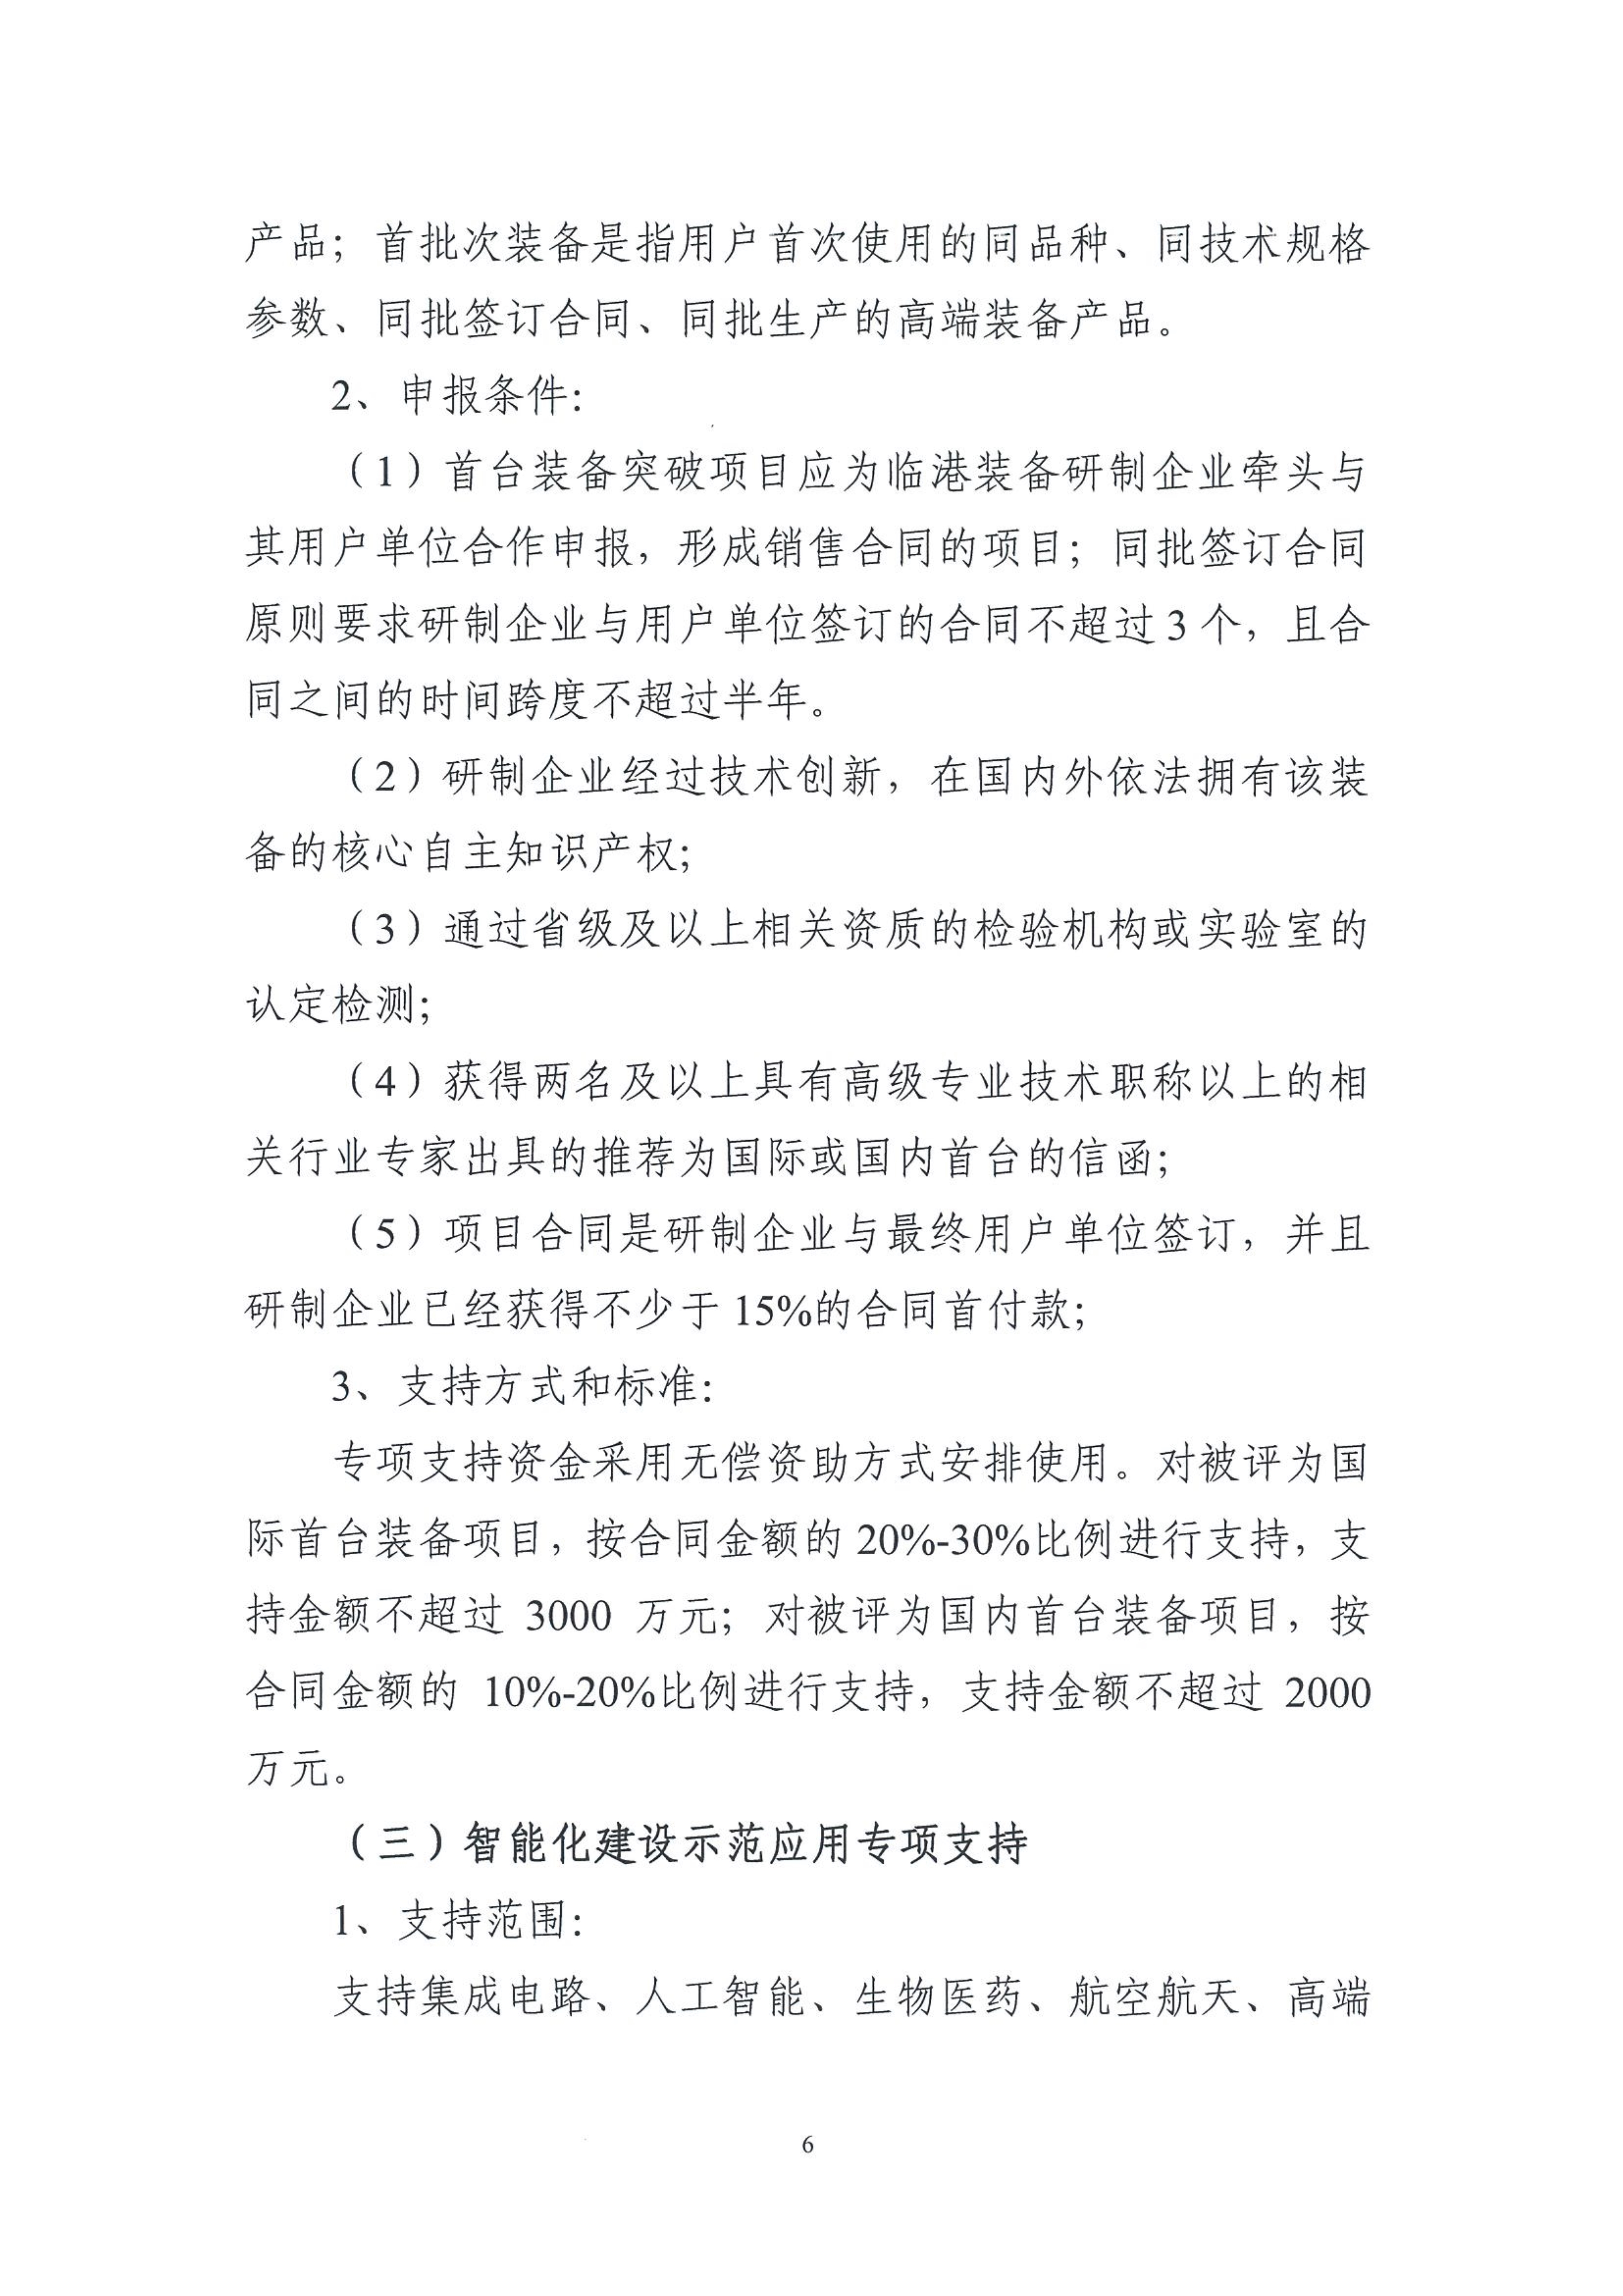 产品；首批次装备是指用户首次使用的同品种、同技术规格
参数、同批签订合同、同批生产的高端装备产品。
2、申报条件：
（1）首台装备突破项目应为临港装备研制企业牵头与
其用户单位合作申报，形成销售合同的项目；同批签订合同
原则要求研制企业与用户单位签订的合同不超过 3 个，且合
同之间的时间跨度不超过半年。
（2）研制企业经过技术创新，在国内外依法拥有该装
备的核心自主知识产权；
（3）通过省级及以上相关资质的检验机构或实验室的
认定检测；
（4）获得两名及以上具有高级专业技术职称以上的相
关行业专家出具的推荐为国际或国内首台的信函；
（5）项目合同是研制企业与最终用户单位签订，并且
研制企业已经获得不少于 15%的合同首付款；
3、支持方式和标准：
专项支持资金采用无偿资助方式安排使用。对被评为国
际首台装备项目，按合同金额的 20%-30%比例进行支持，支
持金额不超过 3000 万元；对被评为国内首台装备项目，按
合同金额的 10%-20%比例进行支持，支持金额不超过 2000
万元。
（三）智能化建设示范应用专项支持
1、支持范围：
支持集成电路、人工智能、生物医药、航空航天、高端
6